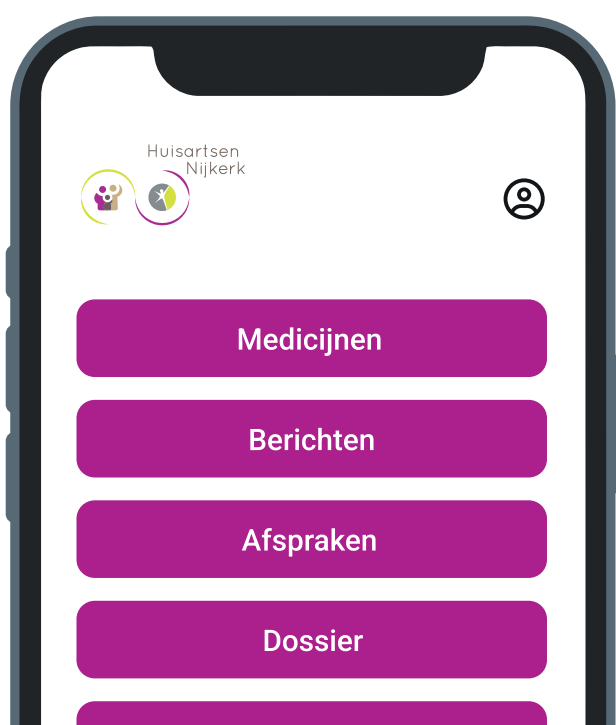 Huisartsen
Nijkerk
Medicijnen
Berichten
Afspraken
Dossier